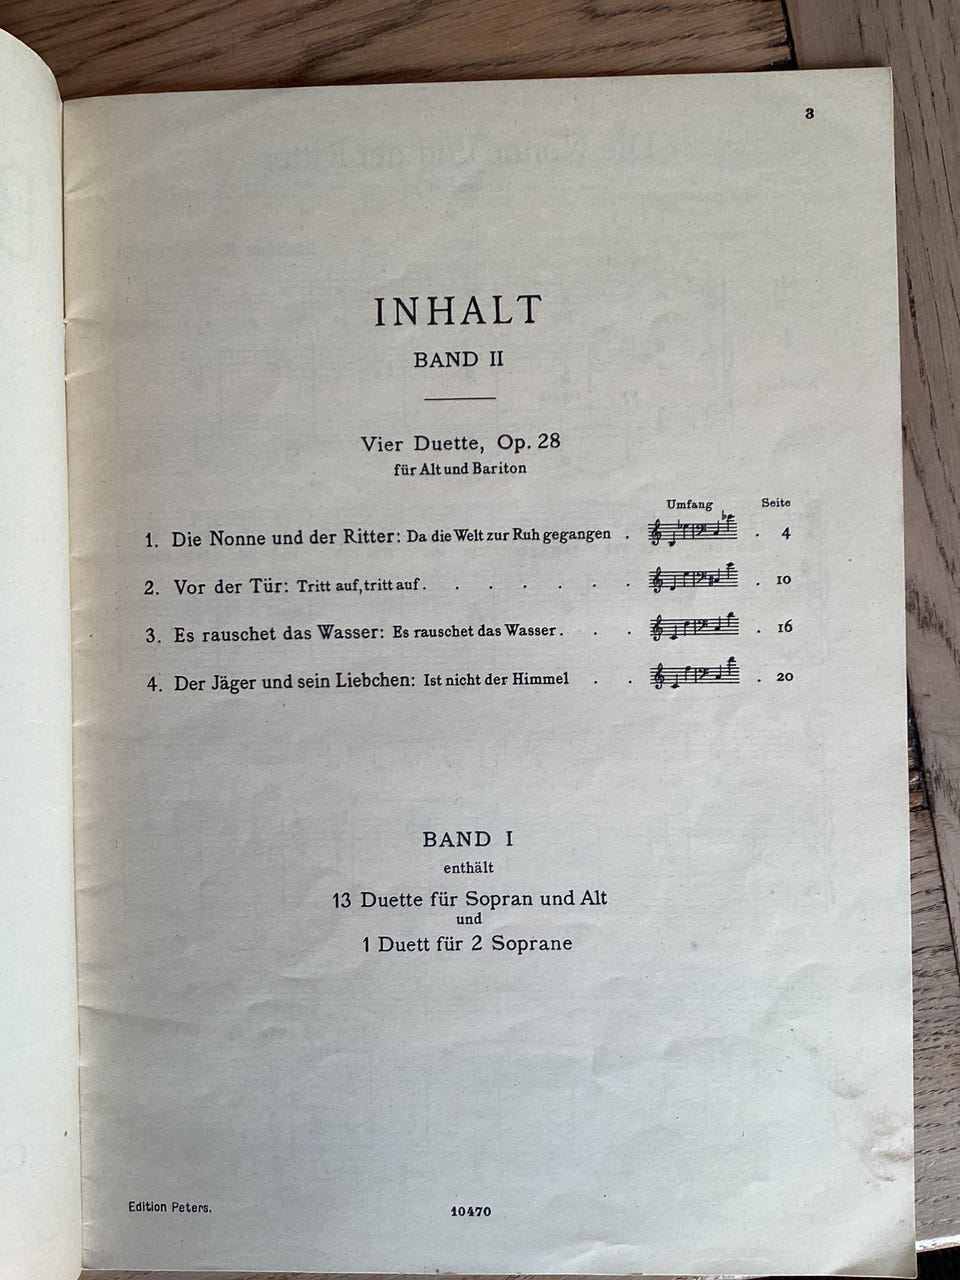 3
INHALT
BAND II
Vier Duette, Op. 28
für Alt und Bariton
Umfang Seite
1. Die Nonne und der Ritter: Da die Welt zur Ruh gegangen . . 4
2. Vor der Tür: Tritt auf, tritt auf . . . . . . . 10
3. Es rauschet das Wasser: Es rauschet das Wasser . . . . 16
4. Der Jäger und sein Liebchen: Ist nicht der Himmel . . . 20
BAND I
enthält
13 Duette für Sopran und Alt
und
1 Duett für 2 Soprane
Edition Peters. 10470